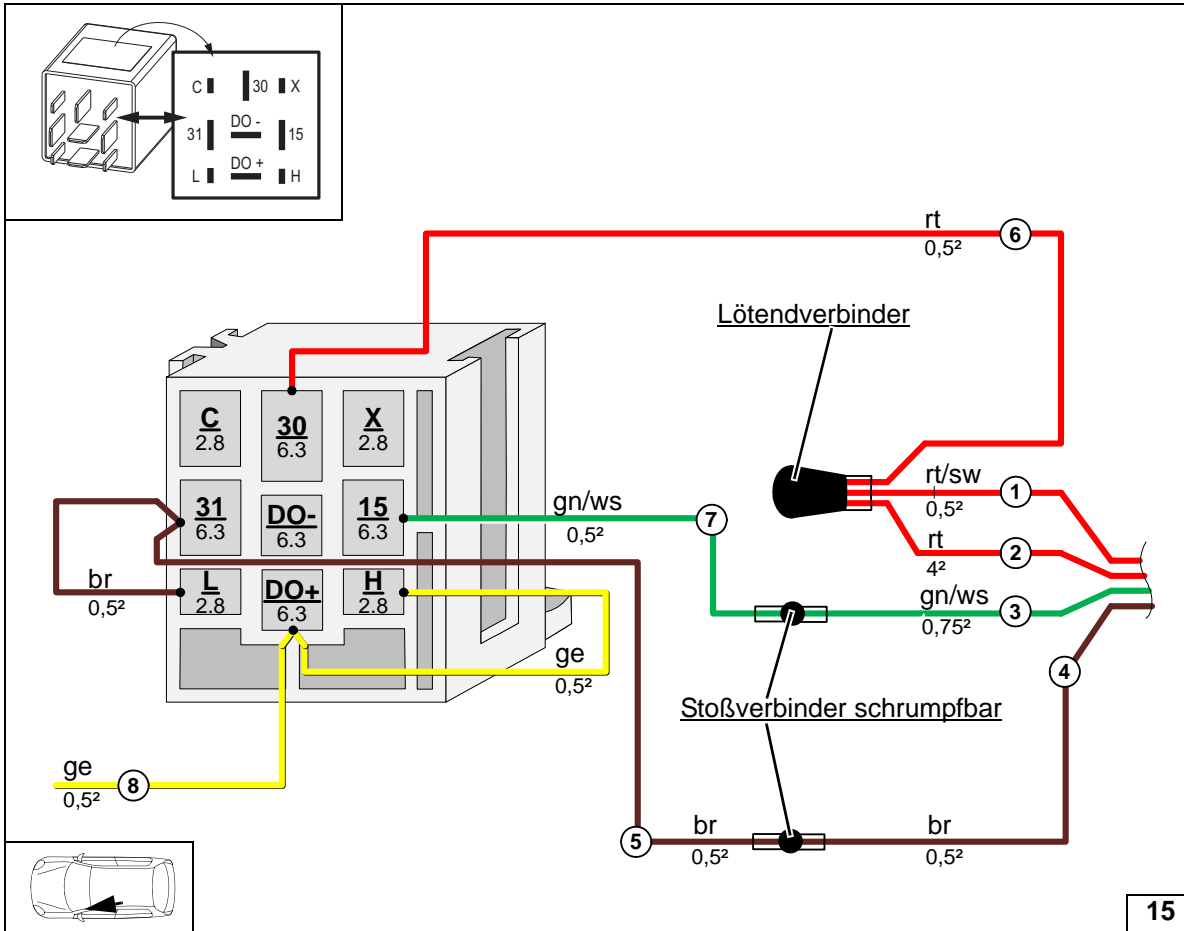 C 30 X
31 DO - 15
L DO + H
rt
0,5² 6
Lötendverbinder
C 30 X
2.8 6.3 2.8
rt/sw 1
0,5²
31 DO- 15
6.3 6.3 6.3
gn/ws 7
0,5²
rt 2
4²
br
0,5²
L DO+ H
2.8 6.3 2.8
gn/ws 3
0,75²
ge
0,5²
4
Stoßverbinder schrumpfbar
ge 8
0,5²
5
br br
0,5² 0,5²
15